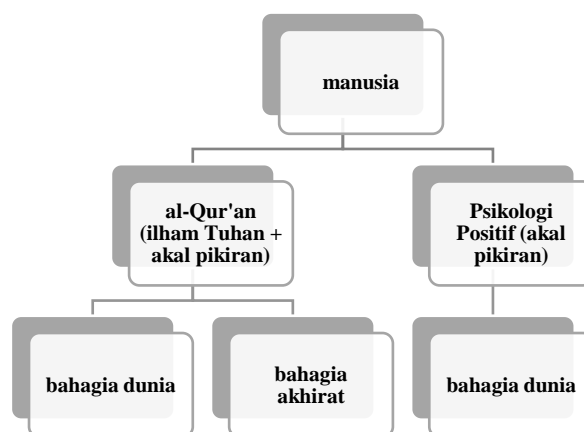 manusia
al-Qur'an
(ilham Tuhan +
akal pikiran)
Psikologi
Positif (akal
pikiran)
bahagia dunia
bahagia
akhirat
bahagia dunia